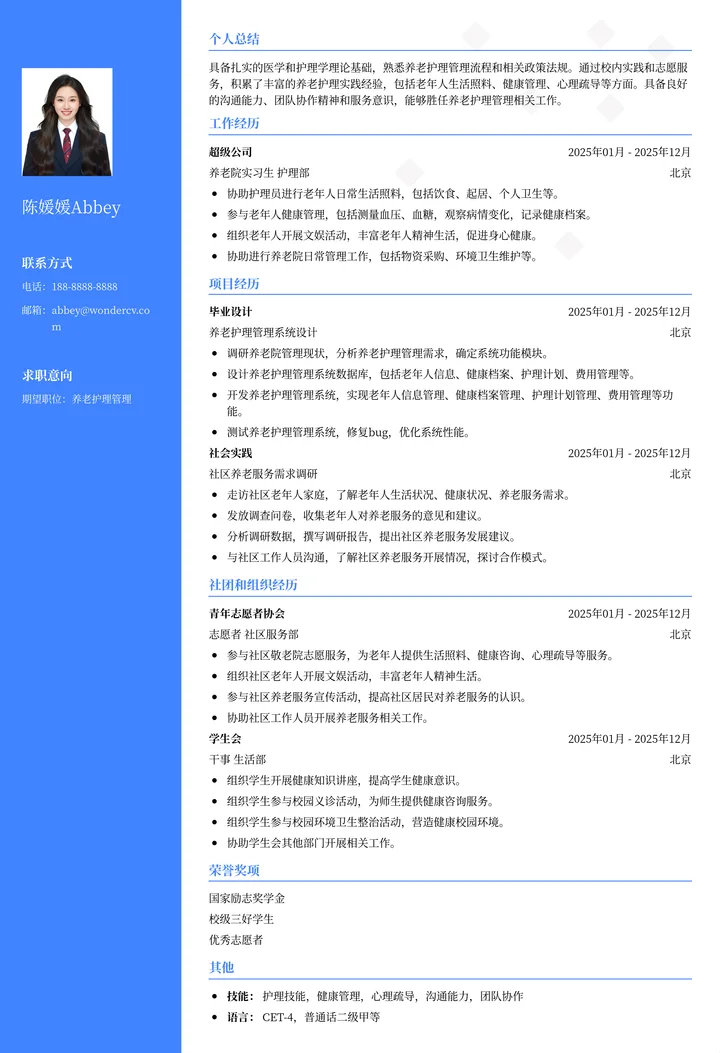 陈媛媛Abbey
联系方式
电话：188-8888-8888
邮箱：abbey@wondercv.co
m
求职意向
期望职位：养老护理管理
个人总结
具备扎实的医学和护理学理论基础，熟悉养老护理管理流程和相关政策法规。通过校内实践和志愿服
务，积累了丰富的养老护理实践经验，包括老年人生活照料、健康管理、心理疏导等方面。具备良好
的沟通能力、团队协作精神和服务意识，能够胜任养老护理管理相关工作。
工作经历
超级公司 2025年01月 - 2025年12月
养老院实习生 护理部 北京
• 协助护理员进行老年人日常生活照料，包括饮食、起居、个人卫生等。
• 参与老年人健康管理，包括测量血压、血糖，观察病情变化，记录健康档案。
• 组织老年人开展文娱活动，丰富老年人精神生活，促进身心健康。
• 协助进行养老院日常管理工作，包括物资采购、环境卫生维护等。
项目经历
毕业设计 2025年01月 - 2025年12月
养老护理管理系统设计 北京
• 调研养老院管理现状，分析养老护理管理需求，确定系统功能模块。
• 设计养老护理管理系统数据库，包括老年人信息、健康档案、护理计划、费用管理等。
• 开发养老护理管理系统，实现老年人信息管理、健康档案管理、护理计划管理、费用管理等功
能。
• 测试养老护理管理系统，修复bug，优化系统性能。
社会实践 2025年01月 - 2025年12月
社区养老服务需求调研 北京
• 走访社区老年人家庭，了解老年人生活状况、健康状况、养老服务需求。
• 发放调查问卷，收集老年人对养老服务的意见和建议。
• 分析调研数据，撰写调研报告，提出社区养老服务发展建议。
• 与社区工作人员沟通，了解社区养老服务开展情况，探讨合作模式。
社团和组织经历
青年志愿者协会 2025年01月 - 2025年12月
志愿者 社区服务部 北京
• 参与社区敬老院志愿服务，为老年人提供生活照料、健康咨询、心理疏导等服务。
• 组织社区老年人开展文娱活动，丰富老年人精神生活。
• 参与社区养老服务宣传活动，提高社区居民对养老服务的认识。
• 协助社区工作人员开展养老服务相关工作。
学生会 2025年01月 - 2025年12月
干事 生活部 北京
• 组织学生开展健康知识讲座，提高学生健康意识。
• 组织学生参与校园义诊活动，为师生提供健康咨询服务。
• 组织学生参与校园环境卫生整治活动，营造健康校园环境。
• 协助学生会其他部门开展相关工作。
荣誉奖项
国家励志奖学金
校级三好学生
优秀志愿者
其他
• 技能： 护理技能，健康管理，心理疏导，沟通能力，团队协作
• 语言： CET-4，普通话二级甲等